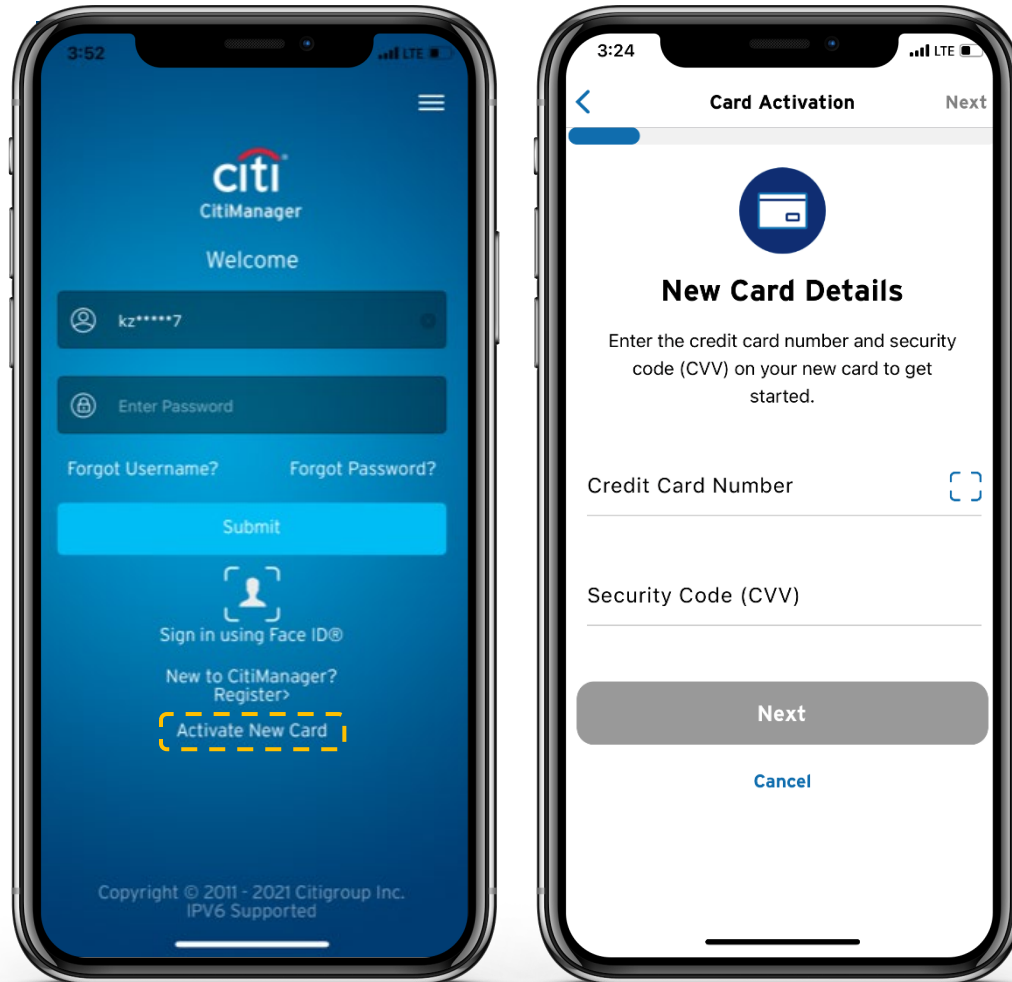 3:52
LTE
citi
CitiManager
Welcome
kz*****7
Enter Password
Forgot Username? Forgot Password?
Submit
Sign in using Face ID®
New to CitiManager?
Register>
Activate New Card
Copyright © 2011 - 2021 Citigroup Inc.
IPV6 Supported
3:24
LTE
Card Activation Next
New Card Details
Enter the credit card number and security
code (CVV) on your new card to get
started.
Credit Card Number
Security Code (CVV)
Next
Cancel